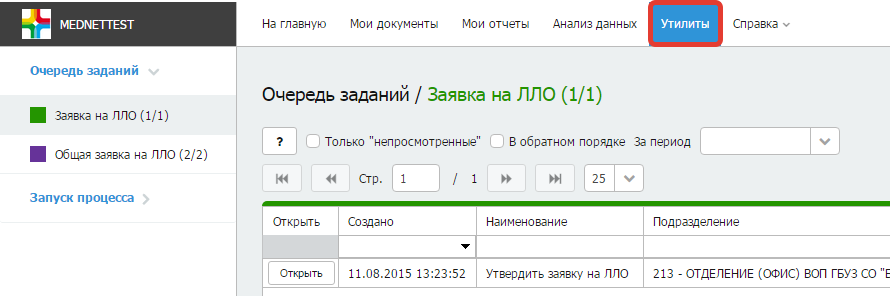 MEDNETTEST
На главную Мои документы Мои отчеты Анализ данных Утилиты Справка
Очередь заданий
Заявка на ЛЛО (1/1)
Общая заявка на ЛЛО (2/2)
Запуск процесса
Очередь заданий / Заявка на ЛЛО (1/1)
? Только "непросмотренные" В обратном порядке За период
Стр. 1 / 1 25
Открыть Создано Наименование Подразделение
Открыть 11.08.2015 13:23:52 Утвердить заявку на ЛЛО 213 - ОТДЕЛЕНИЕ (ОФИС) ВОП ГБУЗ СО "